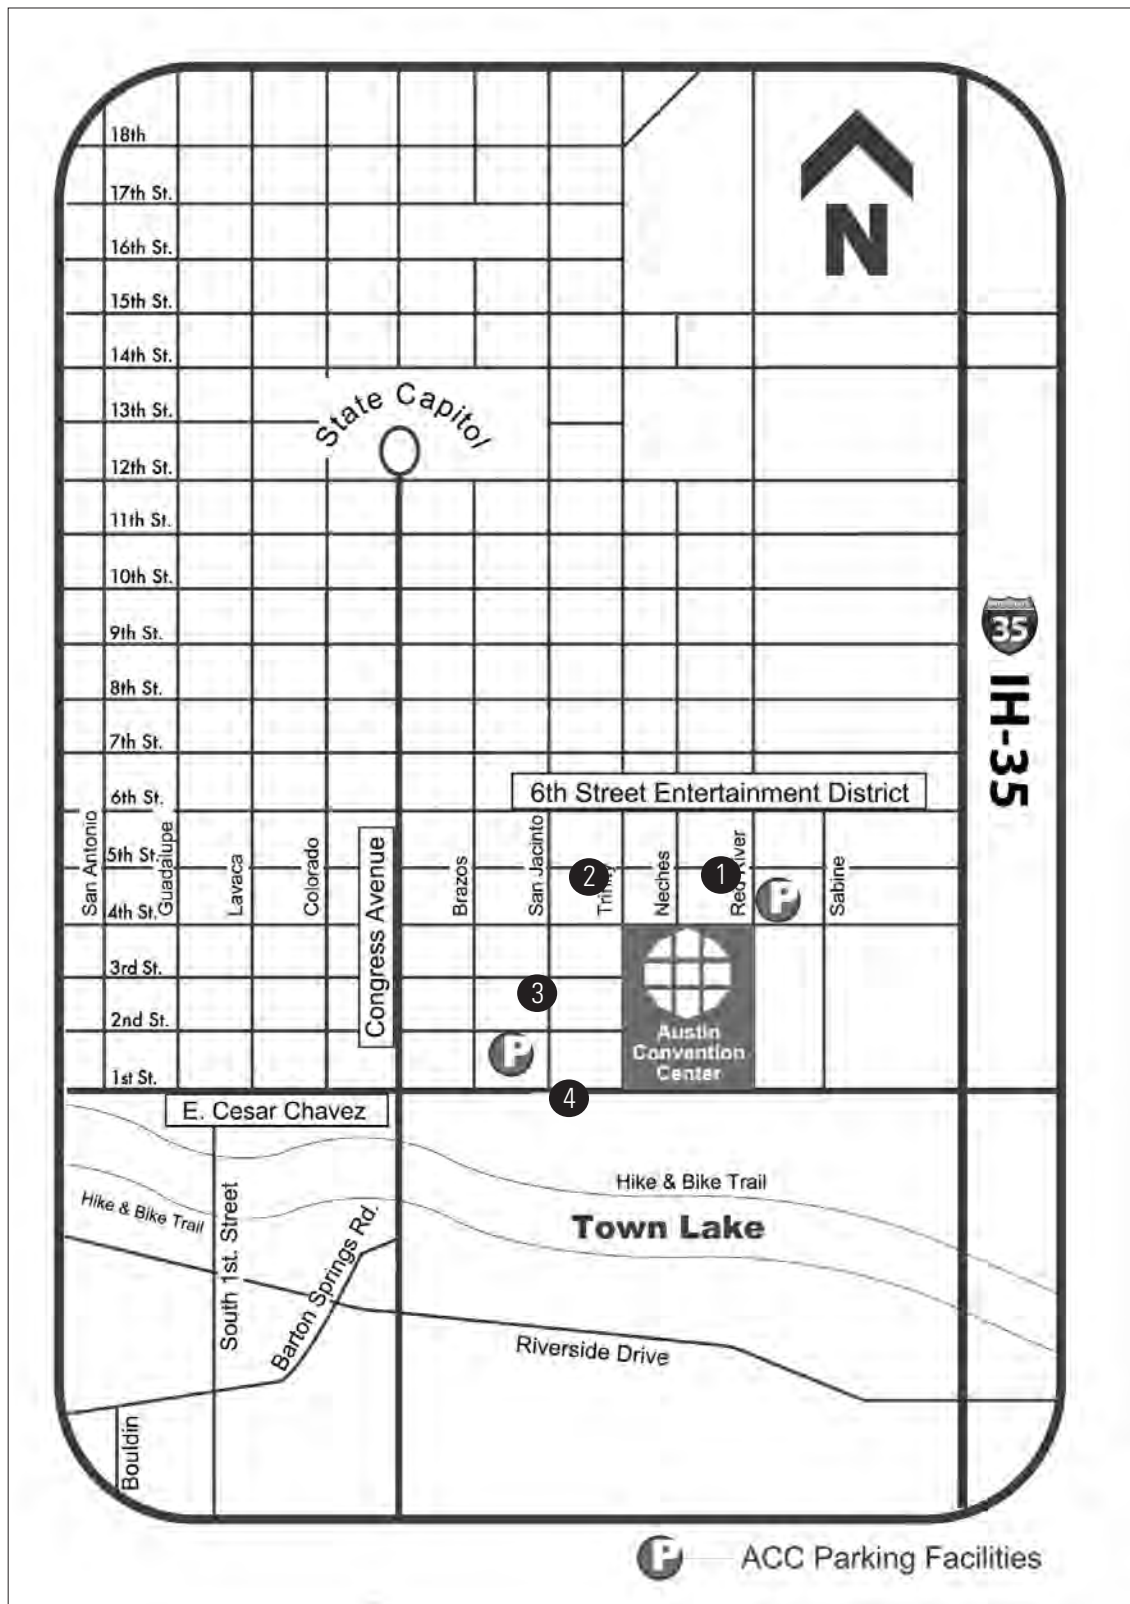 18th
17th St.
16th St.
15th St.
14th St.
13th St.
12th St.
11th St.
10th St.
9th St.
8th St.
7th St.
6th St.
5th St.
4th St.
3rd St.
2nd St.
1st St.
N
State Capitol
35
IH-35
6th Street Entertainment District
San Antonio
Guadalupe
Lavaca
Colorado
Congress Avenue
Brazos
San Jacinto
Trinity
Neches
Red River
Sabine
1
2
3
4
P
P
Austin
Convention
Center
E. Cesar Chavez
Hike & Bike Trail
Town Lake
Hike & Bike Trail
South 1st. Street
Barton Springs Rd.
Riverside Drive
Bouldin
P ACC Parking Facilities